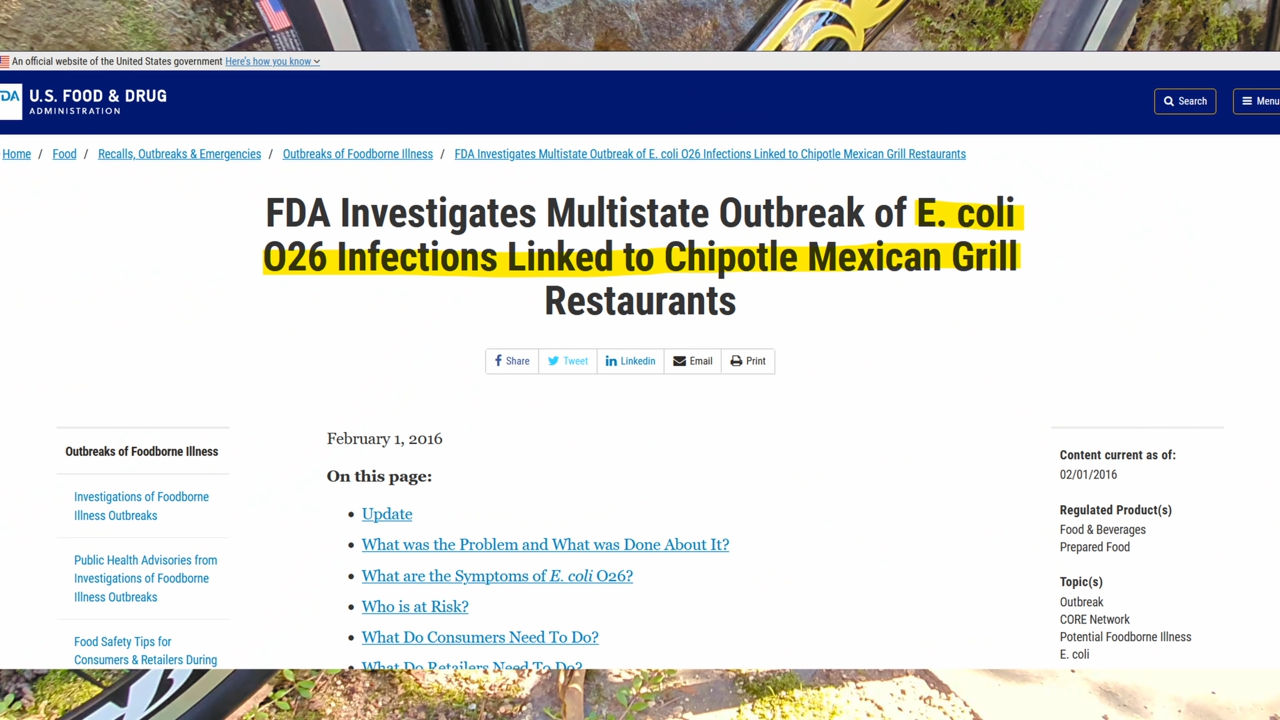 An official website of the United States government Here's how you know
U.S. FOOD & DRUG
ADMINISTRATION
Search
Menu
Home / Food / Recalls, Outbreaks & Emergencies / Outbreaks of Foodborne Illness / FDA Investigates Multistate Outbreak of E. coli O26 Infections Linked to Chipotle Mexican Grill Restaurants
FDA Investigates Multistate Outbreak of E. coli
O26 Infections Linked to Chipotle Mexican Grill
Restaurants
Share
Tweet
Linkedin
Email
Print
Outbreaks of Foodborne Illness
Investigations of Foodborne
Illness Outbreaks
Public Health Advisories from
Investigations of Foodborne
Illness Outbreaks
Food Safety Tips for
Consumers & Retailers During
February 1, 2016
On this page:
• Update
• What was the Problem and What was Done About It?
• What are the Symptoms of E. coli O26?
• Who is at Risk?
• What Do Consumers Need To Do?
• What Do Retailers Need To Do?
Content current as of:
02/01/2016
Regulated Product(s)
Food & Beverages
Prepared Food
Topic(s)
Outbreak
CORE Network
Potential Foodborne Illness
E. coli